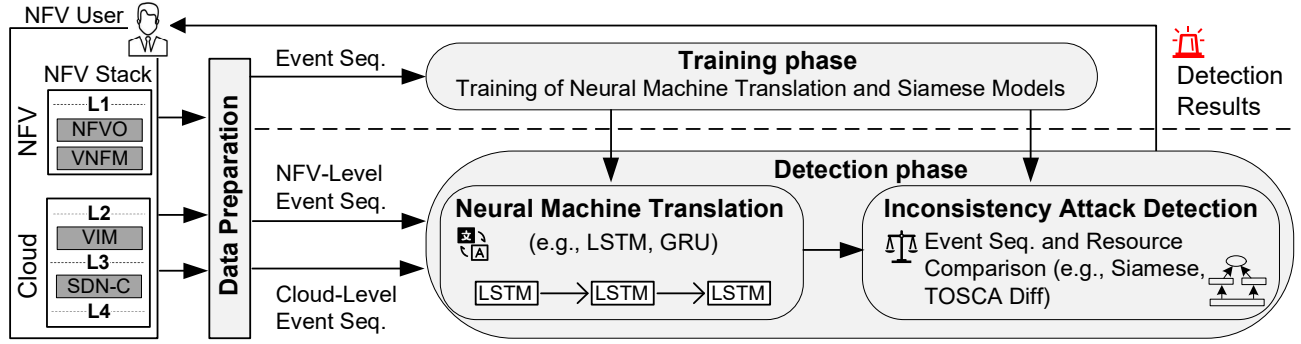 NFV User
NFV Stack
NFV
L1
NFVO
VNFM
Cloud
L2
VIM
L3
SDN-C
L4
Data Preparation
Event Seq.
NFV-Level
Event Seq.
Cloud-Level
Event Seq.
Training phase
Training of Neural Machine Translation and Siamese Models
Detection
Results
Detection phase
Neural Machine Translation
文
A
(e.g., LSTM, GRU)
LSTM
LSTM
LSTM
Inconsistency Attack Detection
Event Seq. and Resource
Comparison (e.g., Siamese,
TOSCA Diff)